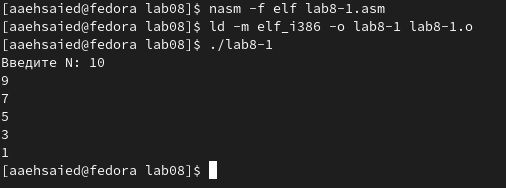 [aaehsaied@fedora lab08]$ nasm -f elf lab8-1.asm
[aaehsaied@fedora lab08]$ ld -m elf_i386 -o lab8-1 lab8-1.o
[aaehsaied@fedora lab08]$ ./lab8-1
Введите N: 10
9
7
5
3
1
[aaehsaied@fedora lab08]$